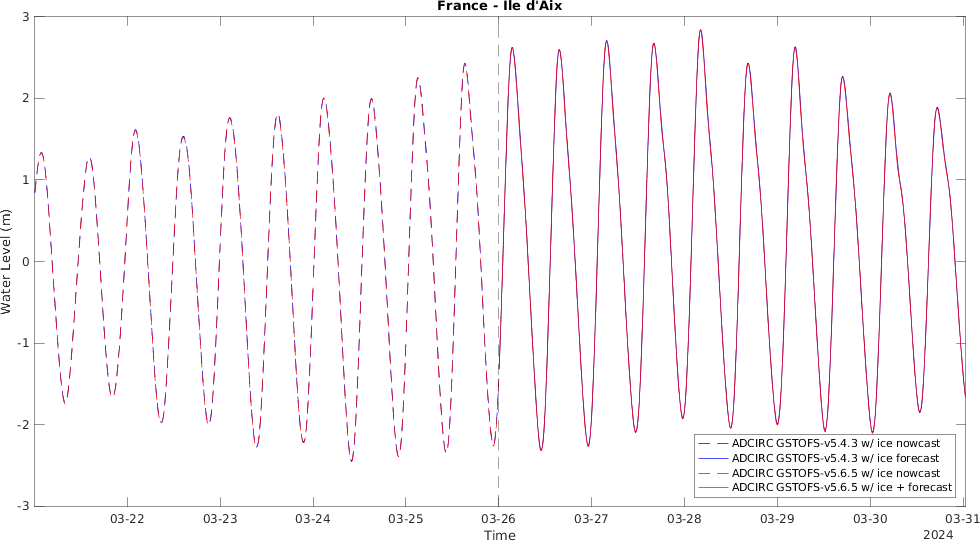 France - Ile d'Aix
3
2
1
0
-1
-2
-3
Water Level (m)
ADCIRC GSTOFS-v5.4.3 w/ ice nowcast
ADCIRC GSTOFS-v5.4.3 w/ ice forecast
ADCIRC GSTOFS-v5.6.5 w/ ice nowcast
ADCIRC GSTOFS-v5.6.5 w/ ice + forecast
03-22 03-23 03-24 03-25 03-26 03-27 03-28 03-29 03-30 03-31
Time
2024